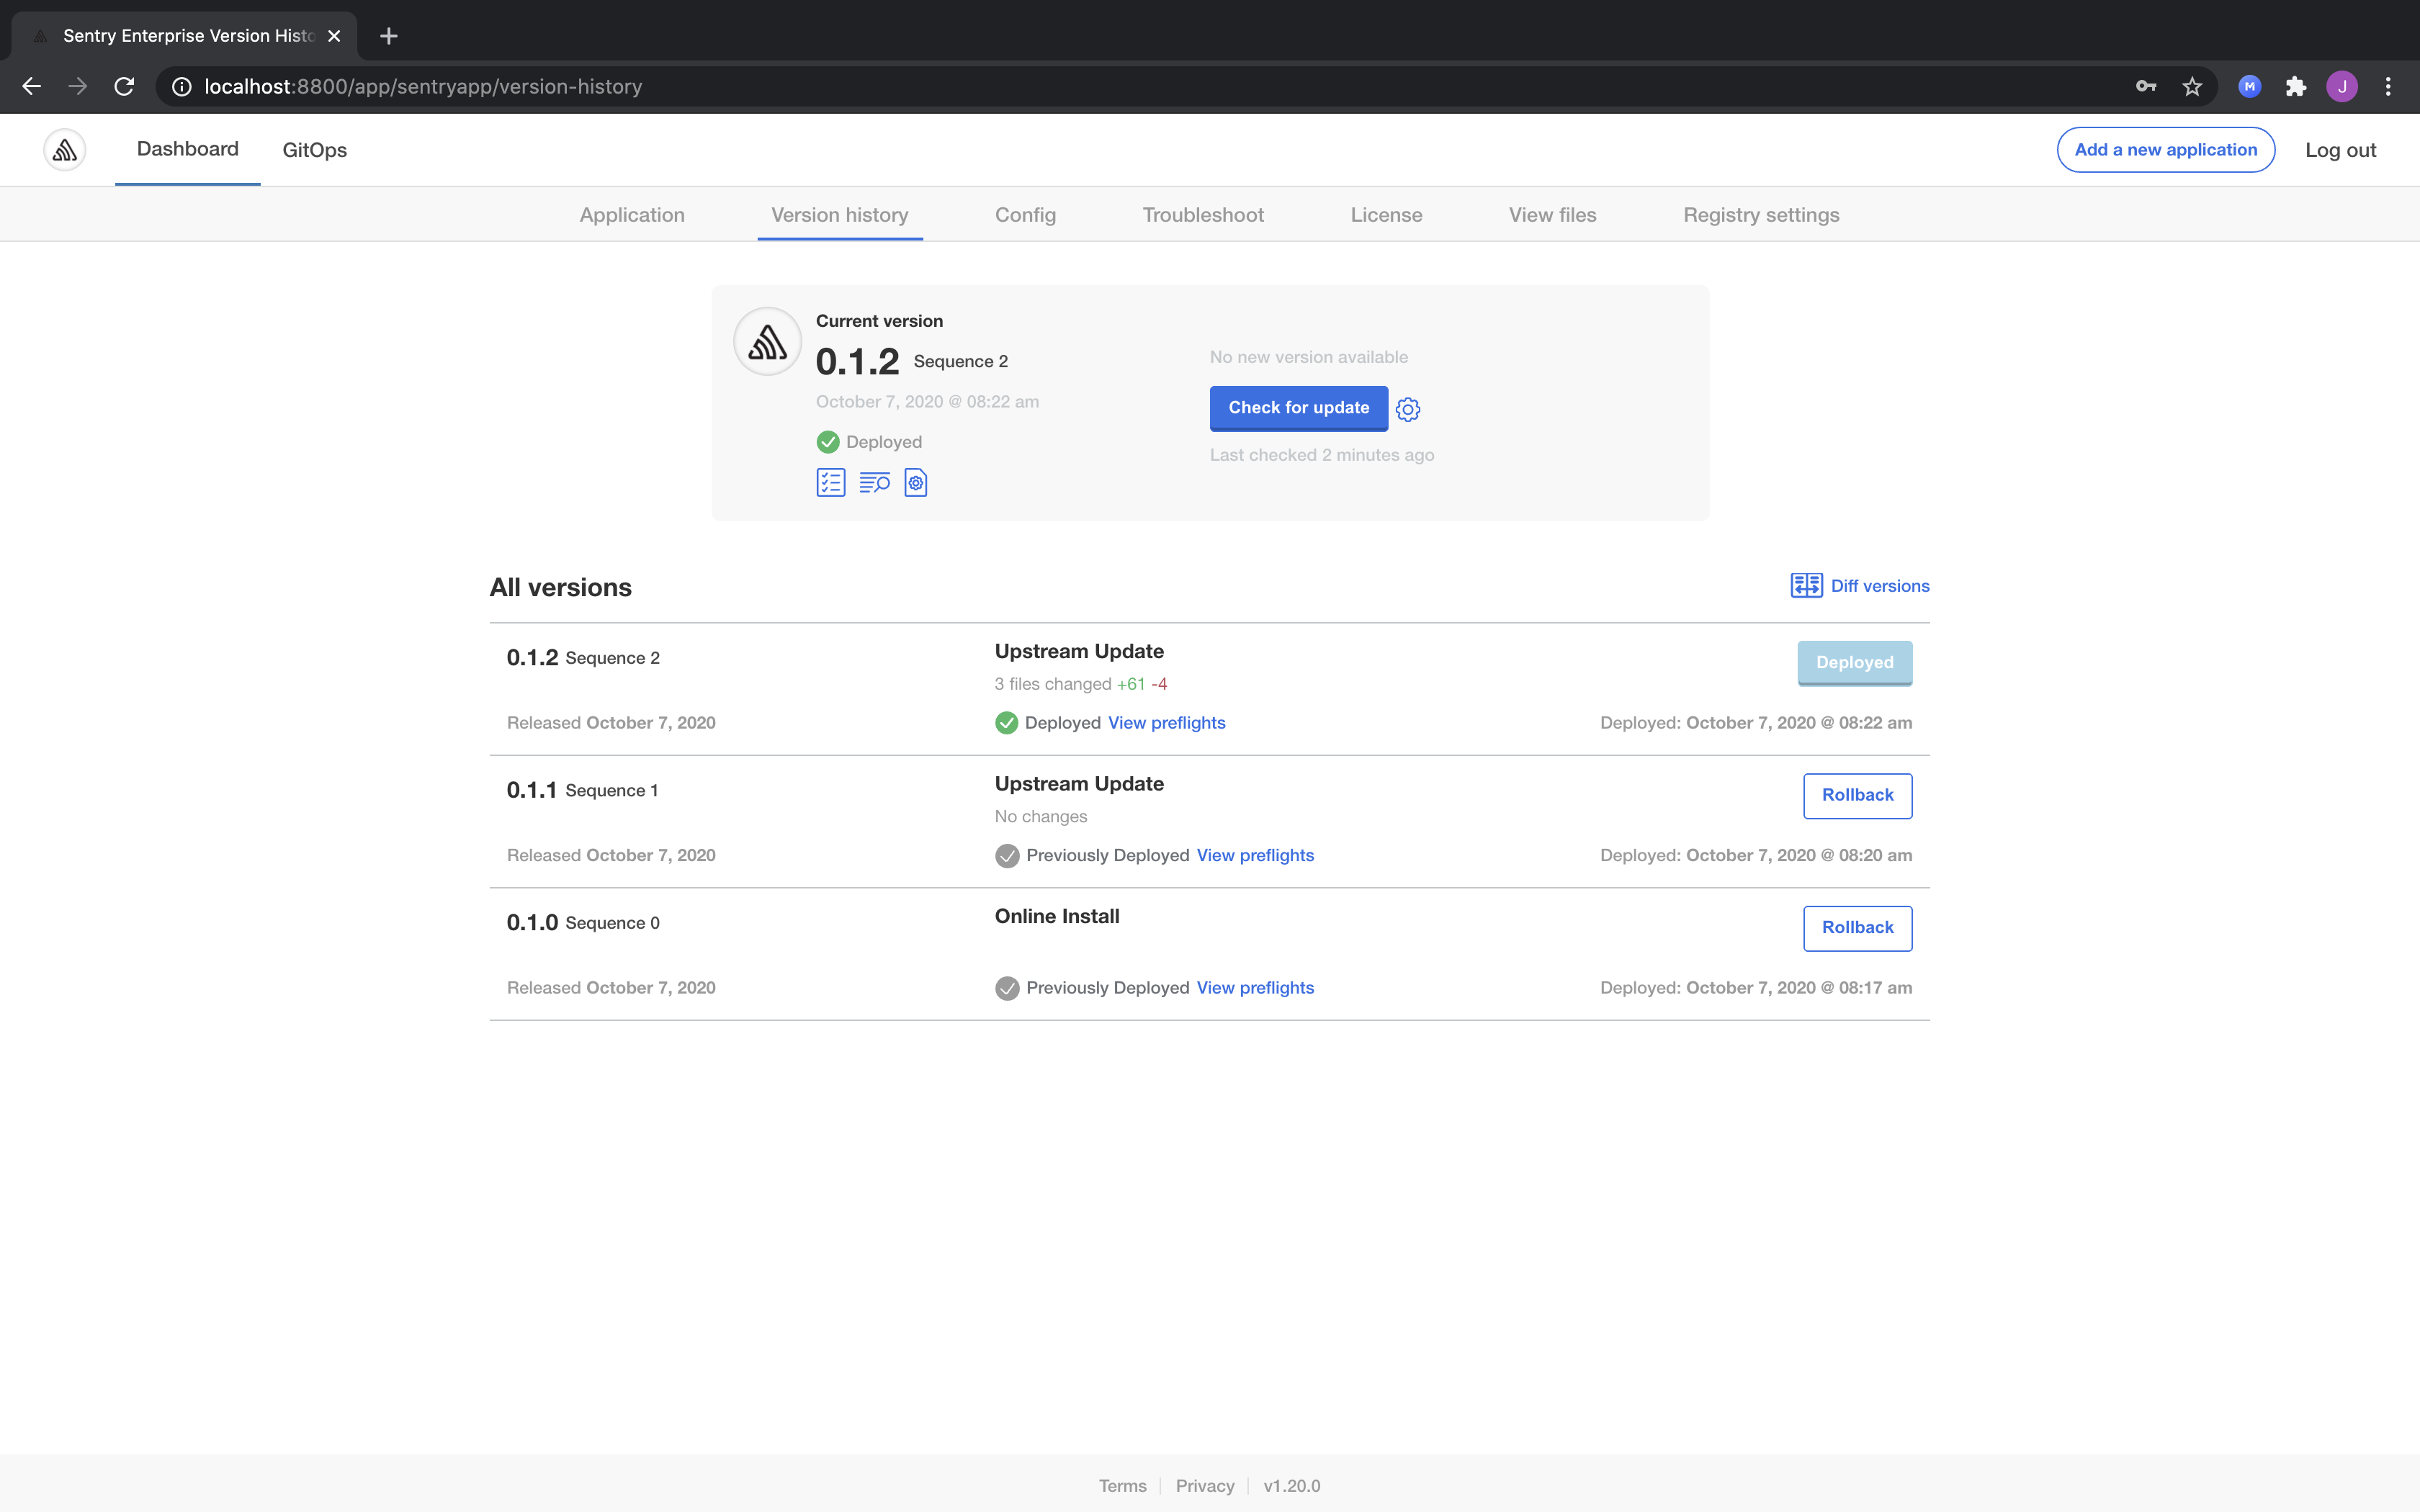 Sentry Enterprise Version Histo
localhost:8800/app/sentryapp/version-history
M
J
Dashboard
GitOps
Add a new application
Log out
Application
Version history
Config
Troubleshoot
License
View files
Registry settings
Current version
0.1.2 Sequence 2
October 7, 2020 @ 08:22 am
Deployed
No new version available
Check for update
Last checked 2 minutes ago
All versions
Diff versions
0.1.2 Sequence 2
Upstream Update
3 files changed +61 -4
Deployed
Released October 7, 2020
Deployed View preflights
Deployed: October 7, 2020 @ 08:22 am
0.1.1 Sequence 1
Upstream Update
No changes
Rollback
Released October 7, 2020
Previously Deployed View preflights
Deployed: October 7, 2020 @ 08:20 am
0.1.0 Sequence 0
Online Install
Rollback
Released October 7, 2020
Previously Deployed View preflights
Deployed: October 7, 2020 @ 08:17 am
Terms
Privacy
v1.20.0